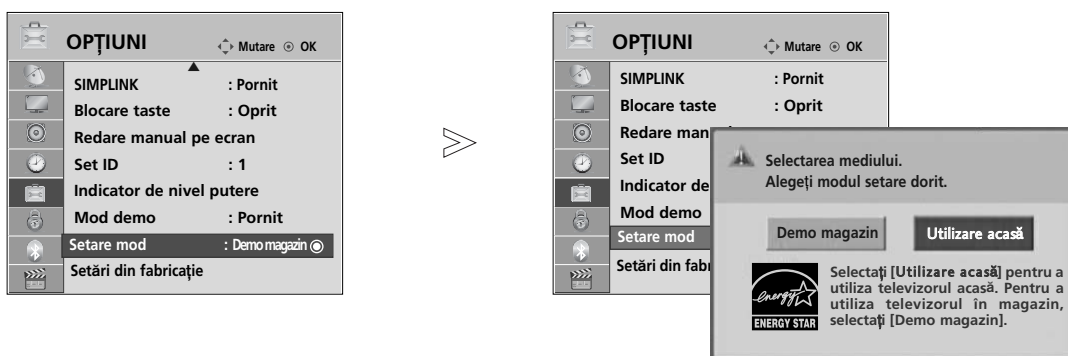 OPȚIUNI Mutare OK
SIMPLINK : Pornit
Blocare taste : Oprit
Redare manual pe ecran
Set ID : 1
Indicator de nivel putere
Mod demo : Pornit
Setare mod : Demo magazin
Setări din fabricație
OPȚIUNI Mutare OK
SIMPLINK : Pornit
Blocare taste : Oprit
Redare man
Set ID
Indicator de
Mod demo
Setare mod
Setări din fabr
Selectarea mediului.
Alegeți modul setare dorit.
Demo magazin Utilizare acasă
energy
ENERGY STAR
Selectați [Utilizare acasă] pentru a
utiliza televizorul acasă. Pentru a
utiliza televizorul în magazin,
selectați [Demo magazin].